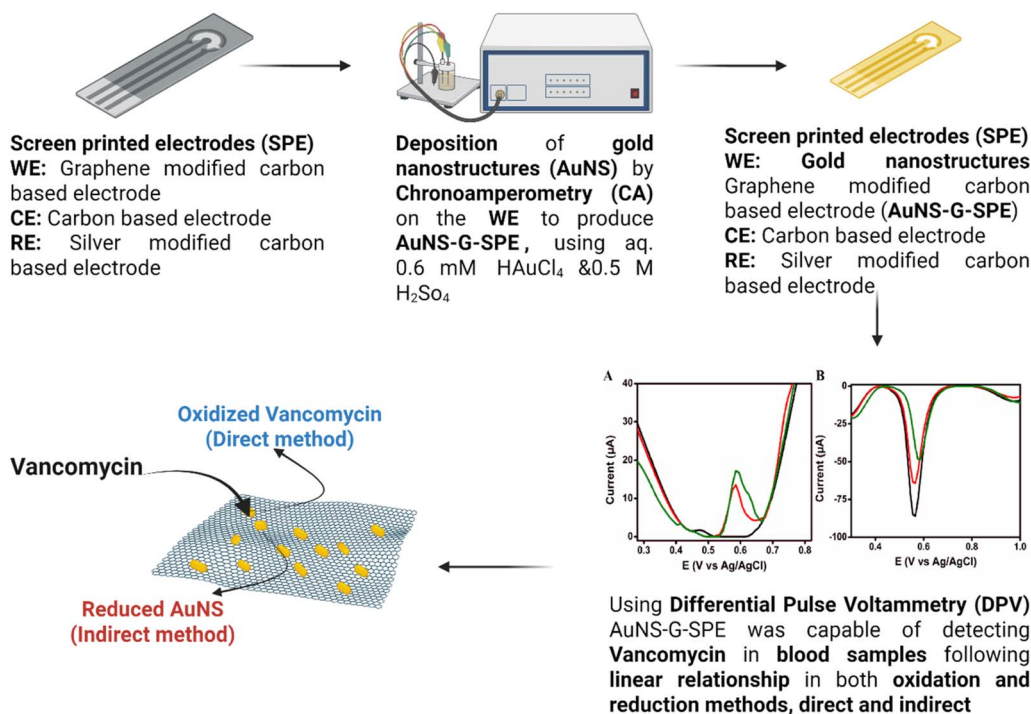 Screen printed electrodes (SPE)
WE: Graphene modified carbon
based electrode
CE: Carbon based electrode
RE: Silver modified carbon
based electrode
Deposition of gold
nanostructures (AuNS) by
Chronoamperometry (CA)
on the WE to produce
AuNS-G-SPE, using aq.
0.6 mM HAuCl₄ &0.5 M
H₂So₄
Screen printed electrodes (SPE)
WE: Gold nanostructures
Graphene modified carbon
based electrode (AuNS-G-SPE)
CE: Carbon based electrode
RE: Silver modified carbon
based electrode
A
40
30
20
10
0
Current (µA)
0.3 0.4 0.5 0.6 0.7 0.8
E (V vs Ag/AgCl)
B
0
-25
-50
-75
-100
Current (µA)
0.4 0.6 0.8 1.0
E (V vs Ag/AgCl)
Using Differential Pulse Voltammetry (DPV)
AuNS-G-SPE was capable of detecting
Vancomycin in blood samples following
linear relationship in both oxidation and
reduction methods, direct and indirect
Oxidized Vancomycin
(Direct method)
Vancomycin
Reduced AuNS
(Indirect method)